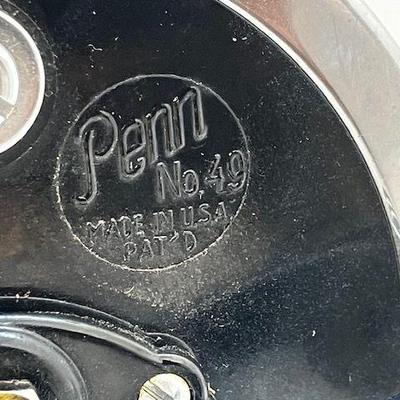 Penn
No. 49
MADE IN U.S.A.
PAT'D